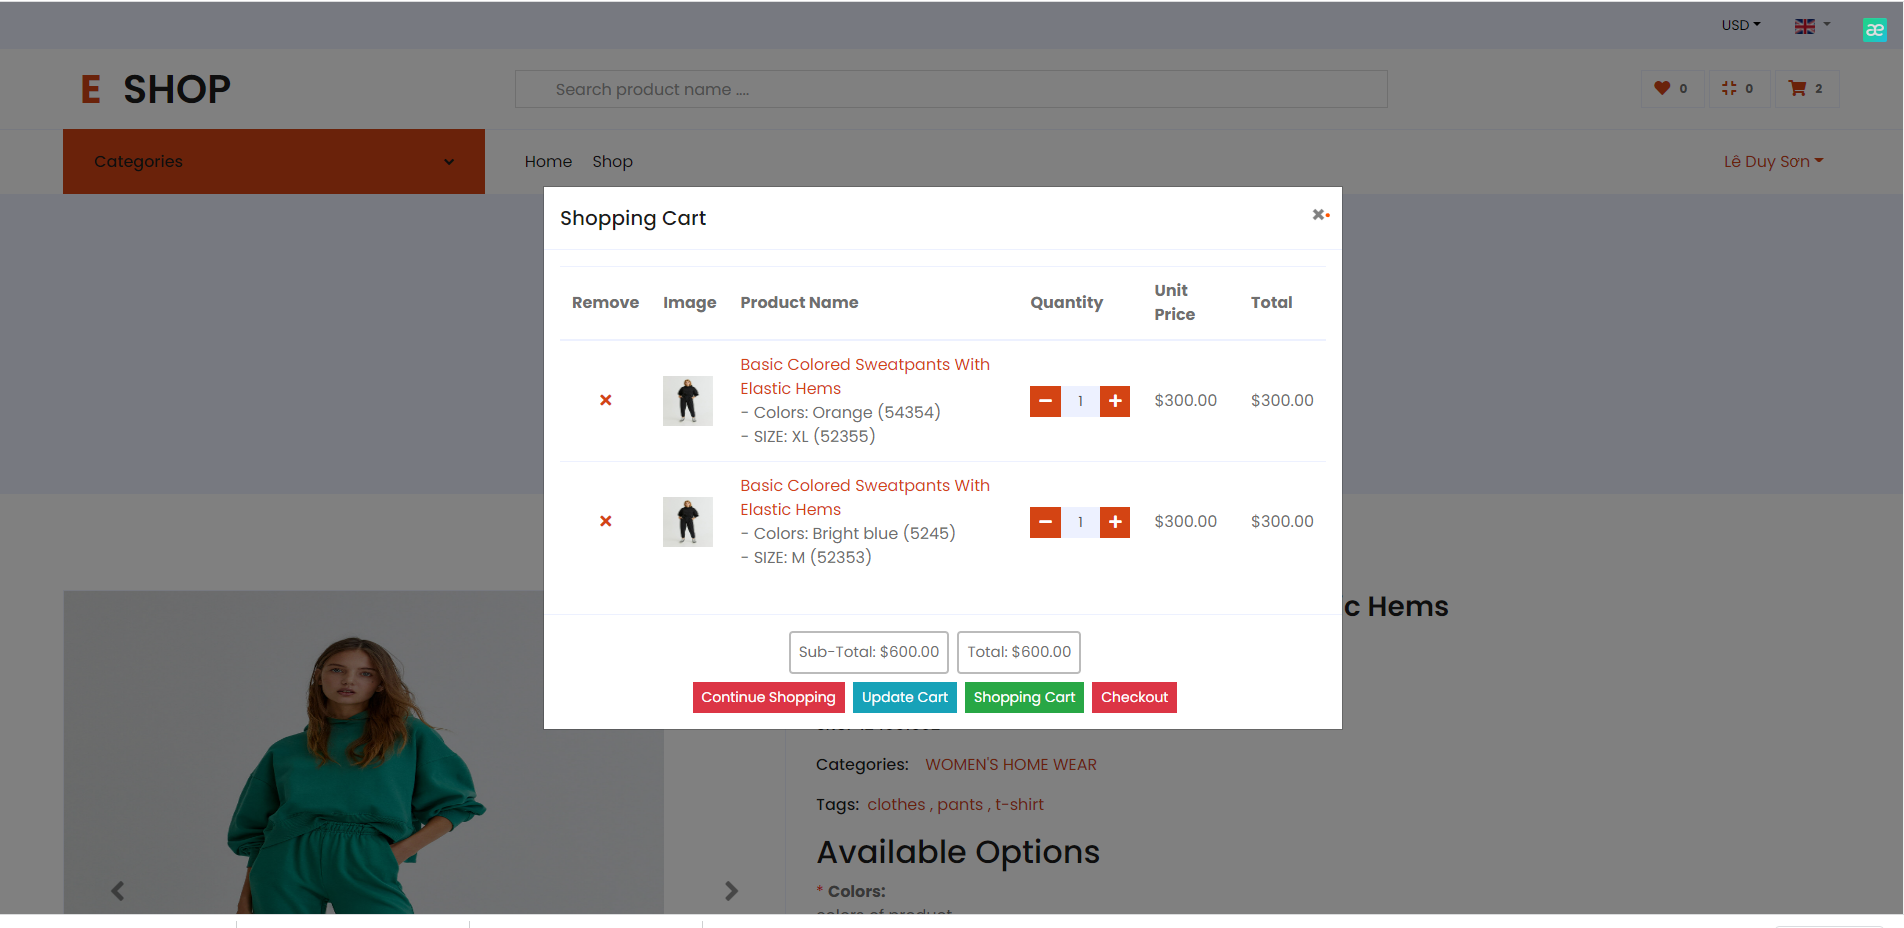 USD
æ
E SHOP
Search product name ....
0
0
2
Categories
Home Shop
Lê Duy Sơn
Shopping Cart
Remove Image Product Name Quantity Unit Price Total
Basic Colored Sweatpants With
Elastic Hems
- Colors: Orange (54354)
- SIZE: XL (52355)
1 $300.00 $300.00
Basic Colored Sweatpants With
Elastic Hems
- Colors: Bright blue (5245)
- SIZE: M (52353)
1 $300.00 $300.00
Sub-Total: $600.00 Total: $600.00
Continue Shopping Update Cart Shopping Cart Checkout
c Hems
Categories: WOMEN'S HOME WEAR
Tags: clothes , pants , t-shirt
Available Options
* Colors:
colors of product